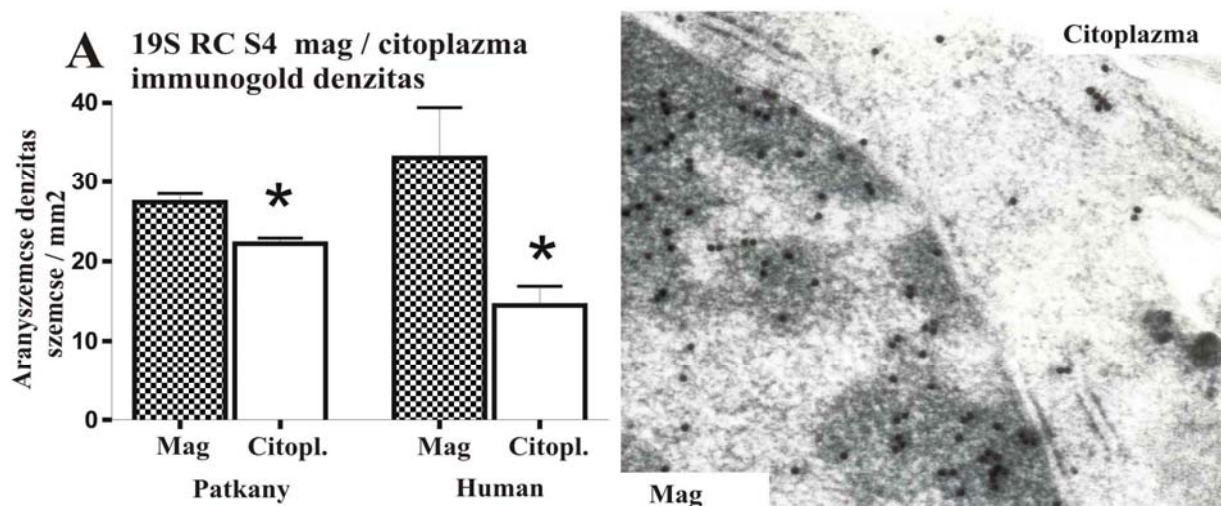 A
19S RC S4 mag / citoplazma
immunogold denzitas
Aranyszemcse denzitas
szemcse / mm2
40
30
20
10
0
*
*
Mag
Citopl.
Mag
Citopl.
Patkany
Human
Citoplazma
Mag